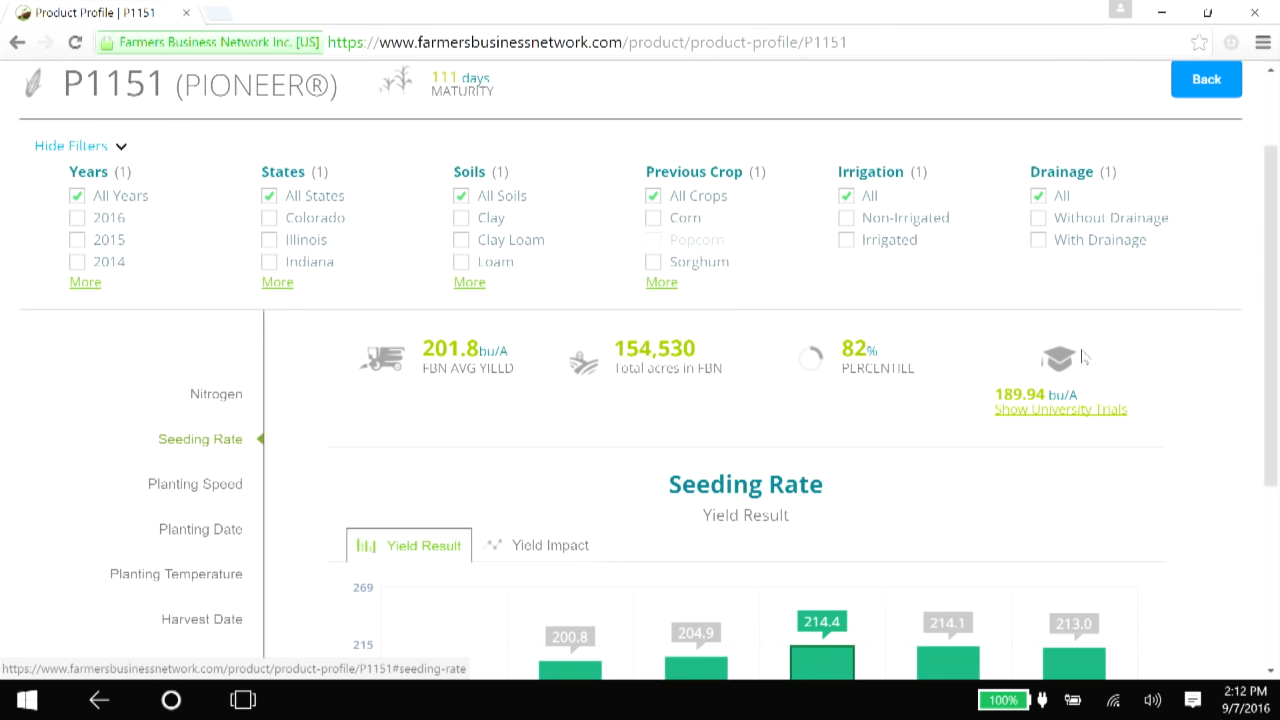 Product Profile | P1151
Farmers Business Network Inc. [US] https://www.farmersbusinessnetwork.com/product/product-profile/P1151
P1151 (PIONEER®)
111 days
MATURITY
Back
Hide Filters
Years (1)
All Years
2016
2015
2014
More
States (1)
All States
Colorado
Illinois
Indiana
More
Soils (1)
All Soils
Clay
Clay Loam
Loam
More
Previous Crop (1)
All Crops
Corn
Popcorn
Sorghum
More
Irrigation (1)
All
Non-Irrigated
Irrigated
Drainage (1)
All
Without Drainage
With Drainage
201.8bu/A
FBN AVG YIELD
154,530
Total acres in FBN
82%
PERCENTILE
189.94 bu/A
Show University Trials
Nitrogen
Seeding Rate
Planting Speed
Planting Date
Planting Temperature
Harvest Date
Seeding Rate
Yield Result
Yield Result
Yield Impact
269
215
200.8
204.9
214.4
214.1
213.0
https://www.farmersbusinessnetwork.com/product/product-profile/P1151#seeding-rate
100%
2:12 PM
9/7/2016